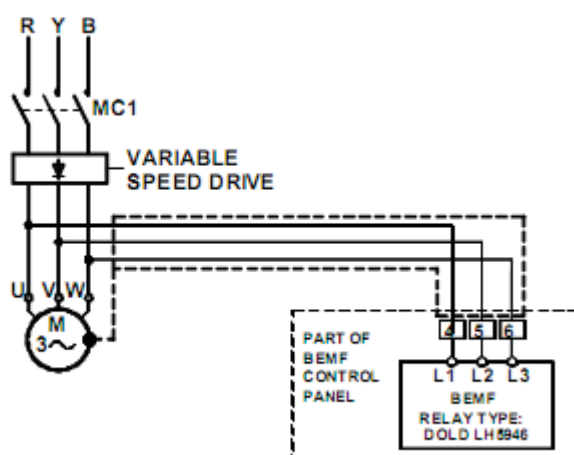 R Y B
MC1
VARIABLE
SPEED DRIVE
U V W
M
3~
4 5 6
PART OF
BEMF
CONTROL
PANEL
L1 L2 L3
BEMF
RELAY TYPE:
DOLD LH5946